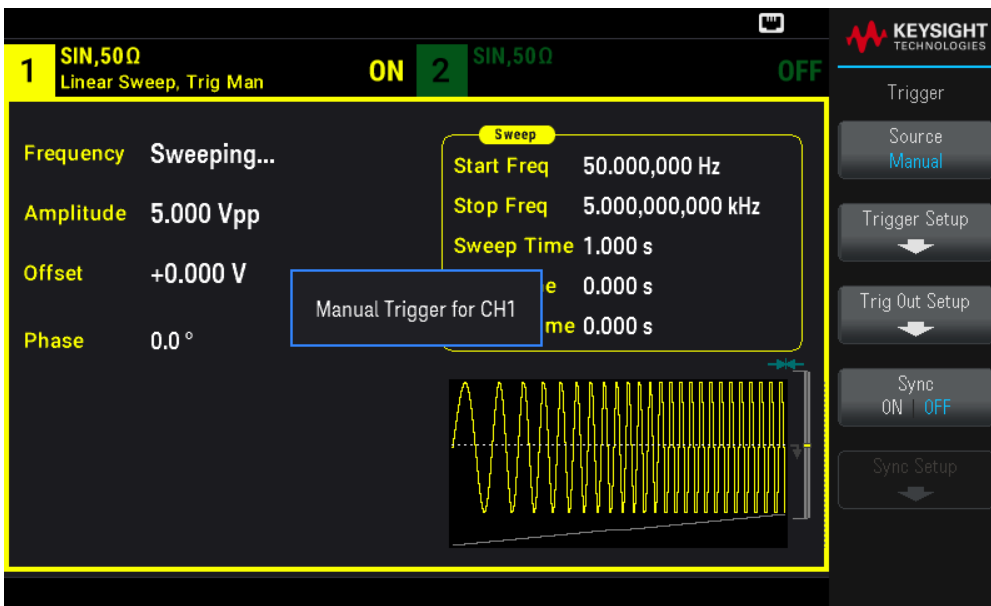 1
SIN,50Ω
Linear Sweep, Trig Man
ON
2
SIN,50Ω
OFF
Frequency Sweeping...
Amplitude 5.000 Vpp
Offset +0.000 V
Phase 0.0 °
Sweep
Start Freq 50.000,000 Hz
Stop Freq 5.000,000,000 kHz
Sweep Time 1.000 s
e 0.000 s
me 0.000 s
Manual Trigger for CH1
KEYSIGHT
TECHNOLOGIES
Trigger
Source
Manual
Trigger Setup
Trig Out Setup
Sync
ON | OFF
Sync Setup